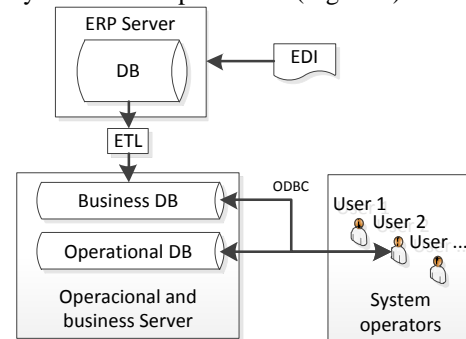 ERP Server
DB
EDI
ETL
Business DB
ODBC
Operational DB
Operacional and
business Server
User 1
User 2
User ...
System
operators